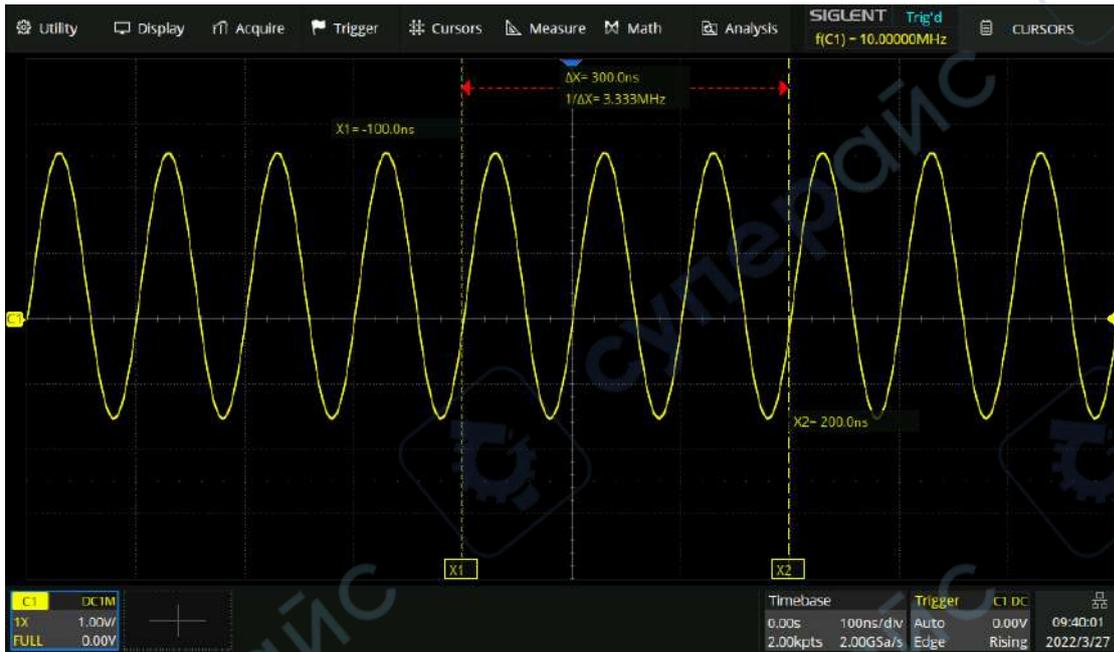 Utility Display Acquire Trigger Cursors Measure Math Analysis
SIGLENT Trig'd
f(C1) = 10.00000MHz
CURSORS
ΔX= 300.0ns
1/ΔX= 3.333MHz
X1= -100.0ns
C1
X2= 200.0ns
X1 X2
C1 DC1M
1X 1.00V/
FULL 0.00V
Timebase
0.00s 100ns/div
2.00kpts 2.00GSa/s
Trigger C1 DC
Auto 0.00V
Edge Rising
09:40:01
2022/3/27
суперайс
суперайс